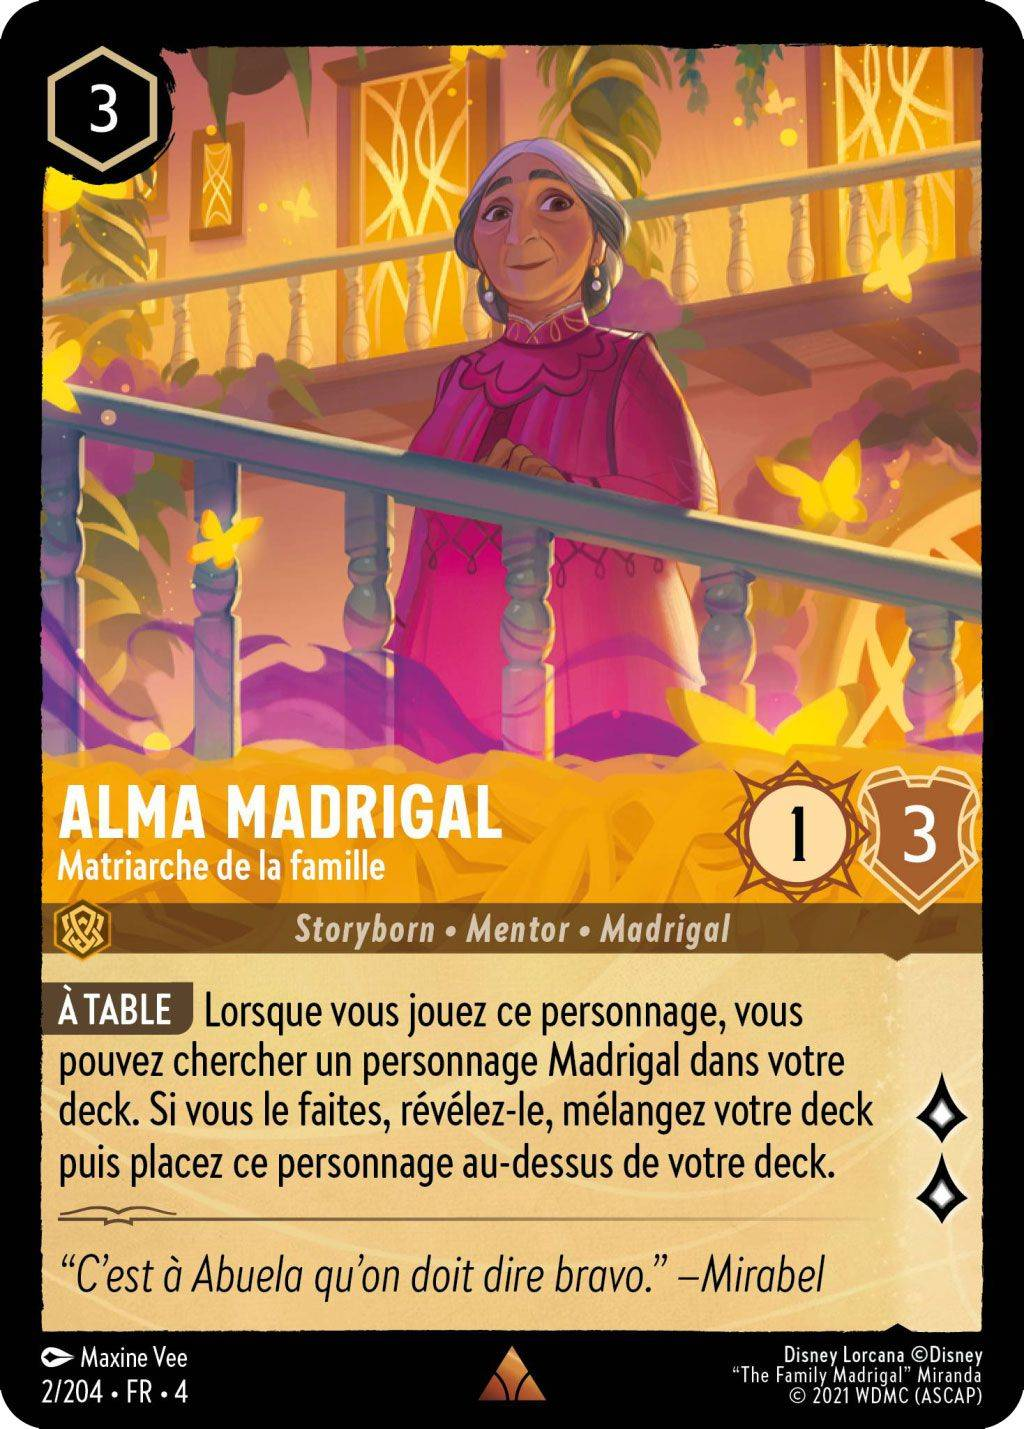 3
ALMA MADRIGAL
Matriarche de la famille
1
3
Storyborn • Mentor • Madrigal
À TABLE Lorsque vous jouez ce personnage, vous
pouvez chercher un personnage Madrigal dans votre
deck. Si vous le faites, révélez-le, mélangez votre deck
puis placez ce personnage au-dessus de votre deck.
“C’est à Abuela qu’on doit dire bravo.” –Mirabel
Maxine Vee
2/204 • FR • 4
Disney Lorcana ©Disney
“The Family Madrigal” Miranda
© 2021 WDMC (ASCAP)